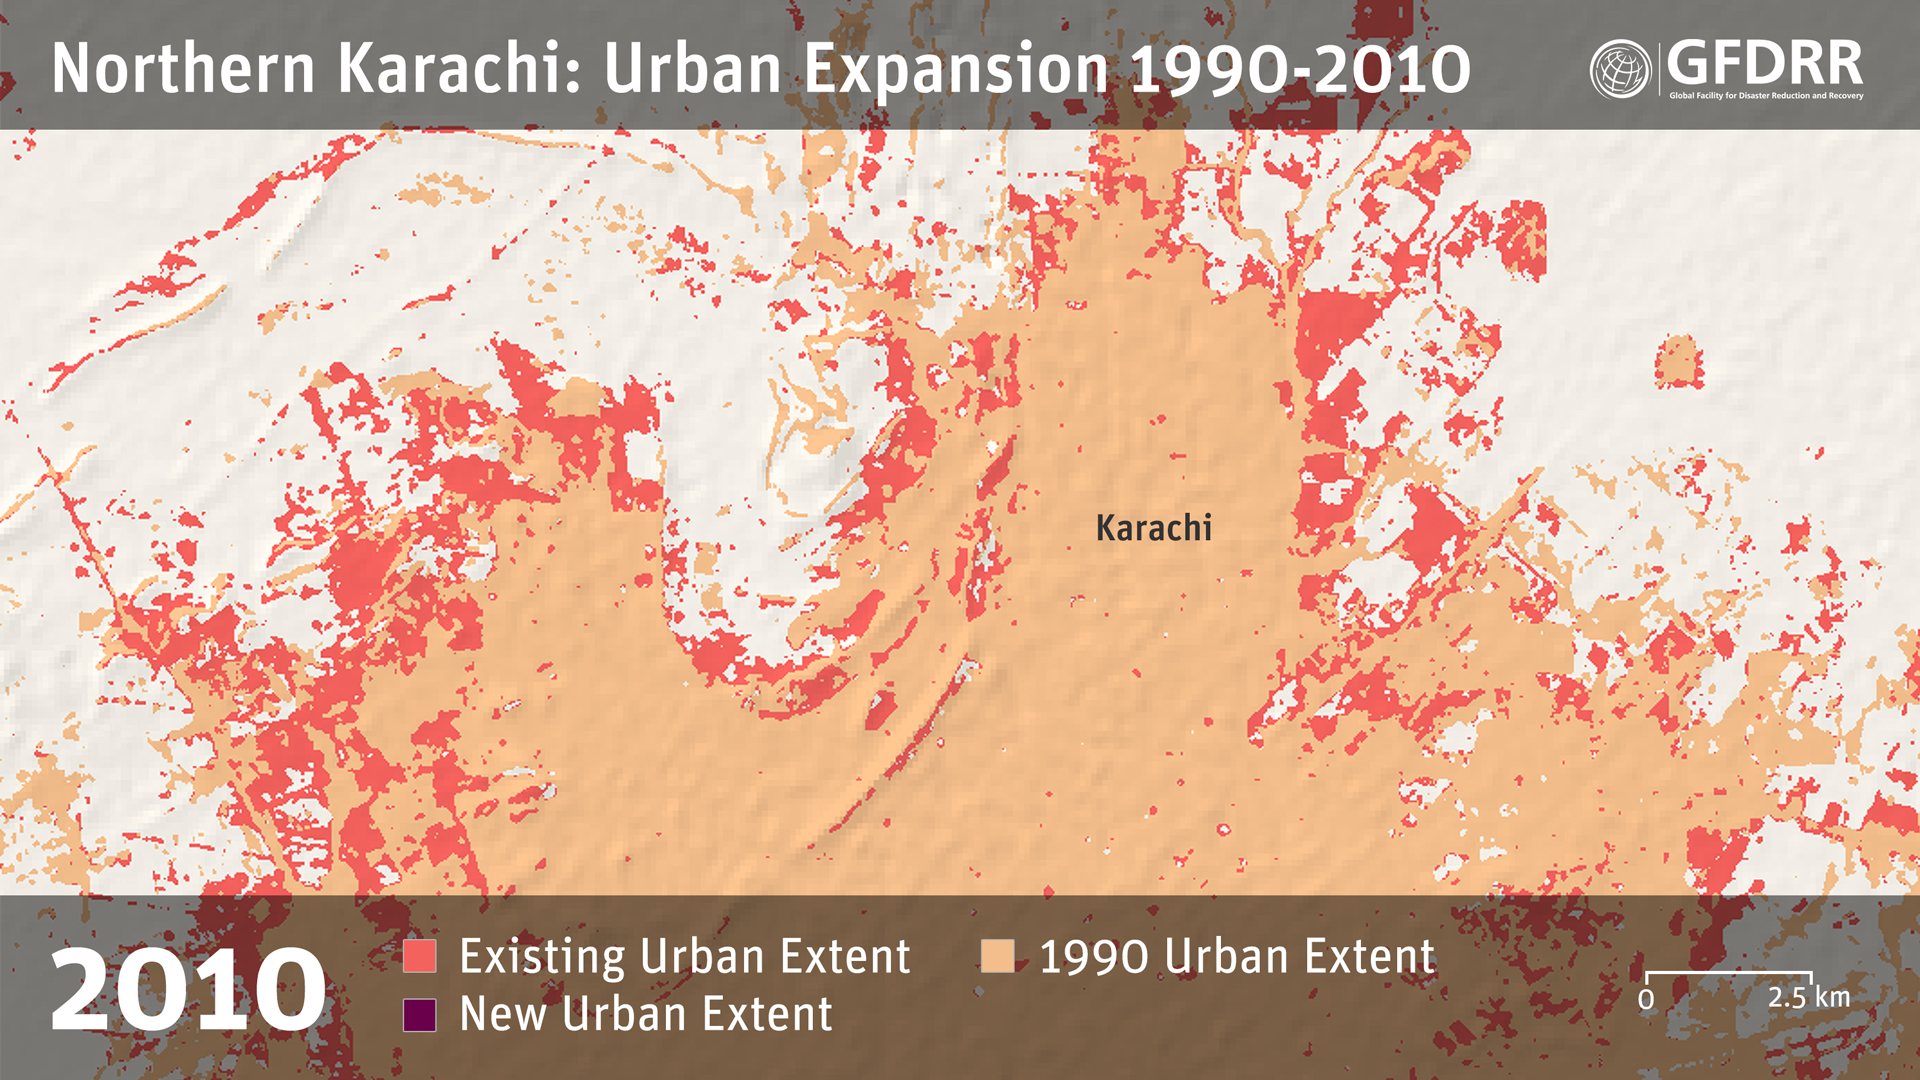 Northern Karachi: Urban Expansion 1990-2010
GFDRR
Global Facility for Disaster Reduction and Recovery
Karachi
2010
Existing Urban Extent
1990 Urban Extent
New Urban Extent
0 2.5 km